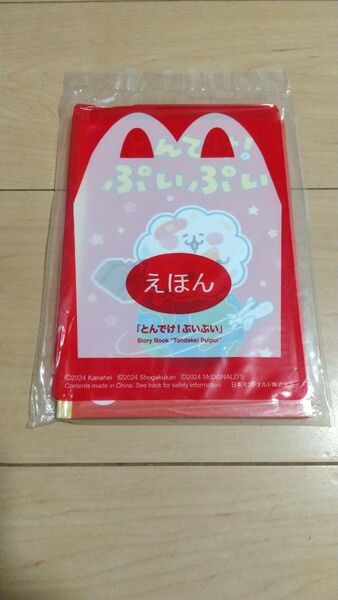 とんでけ!
ぷいぷい
えほん
「とんでけ！ぷいぷい」
Story Book "Tondeke! Puipui"
©2024 Kanahei ©2024 Shogakukan ©2024 McDONALD'S
Contents made in China. See back for safety information. 日本マクドナルド株式会社